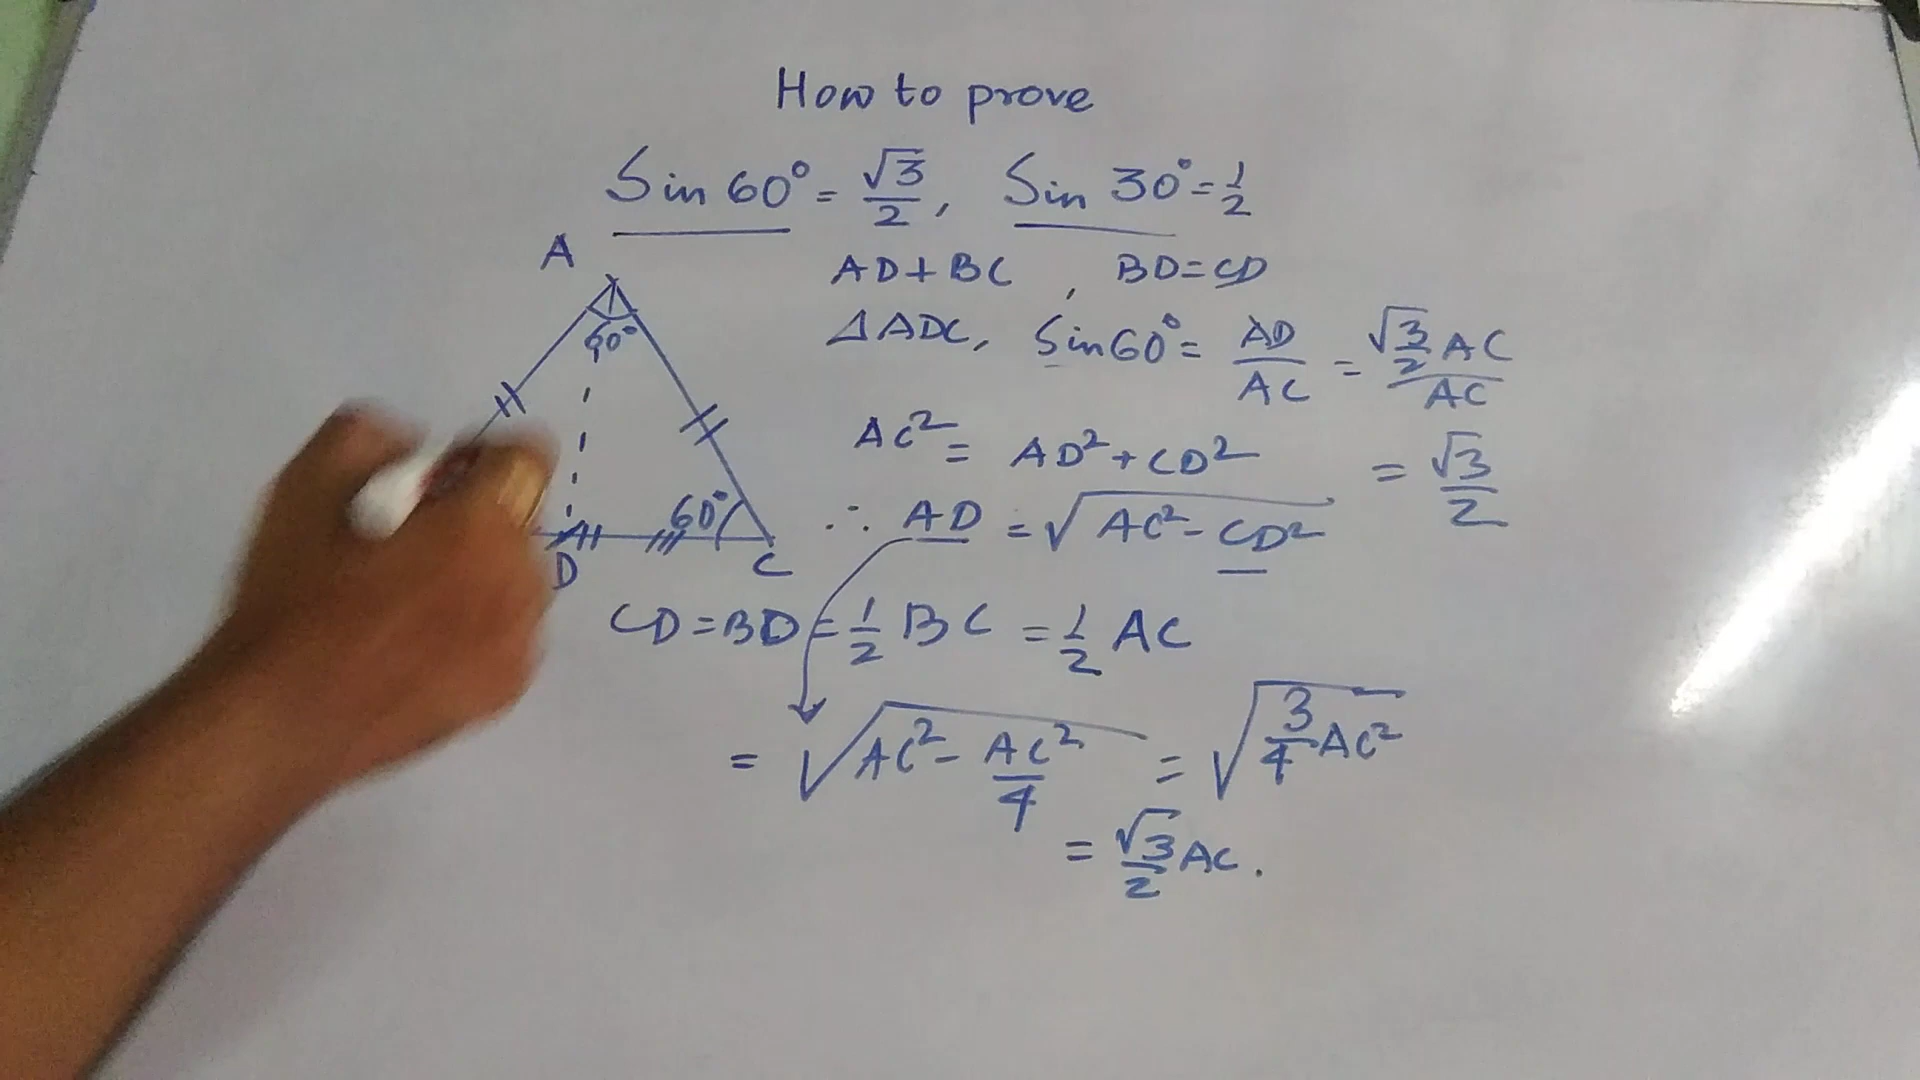 How to prove
Sin 60° = √3/2, Sin 30° = 1/2
A
AD+BC, BD=CD
90°
△ADC, Sin60° = AD/AC = √3/2 AC/AC
AC² = AD²+CD² = √3/2
60°
∴ AD = √AC²-CD²
D C
CD=BD=1/2 BC = 1/2 AC
= √AC²-AC²/4 = √3/4 AC²
= √3/2 AC.